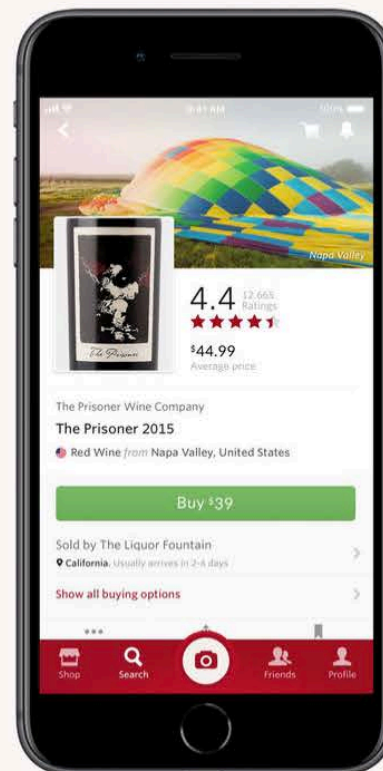 9:41 AM
100%
Napa Valley
4.4
12.665
Ratings
$44.99
Average price
The Prisoner
The Prisoner Wine Company
The Prisoner 2015
Red Wine from Napa Valley, United States
Buy $39
Sold by The Liquor Fountain
California. Usually arrives in 2-4 days
Show all buying options
Shop
Search
Friends
Profile